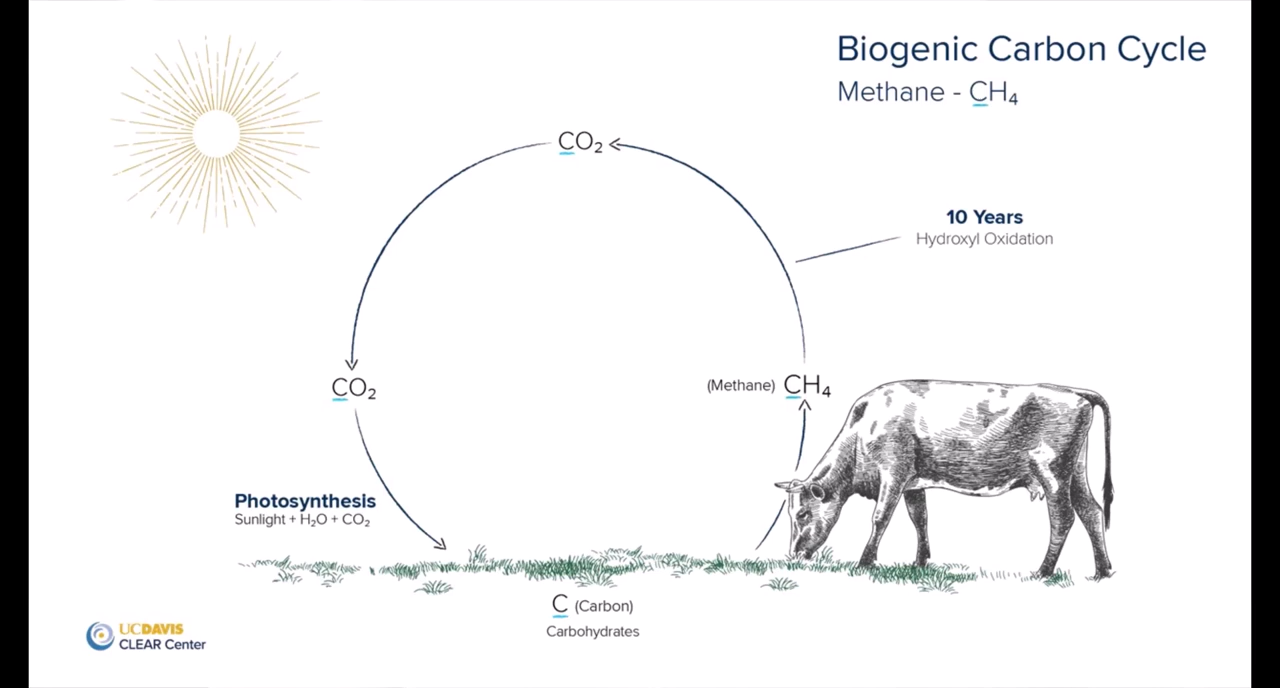 Biogenic Carbon Cycle
Methane - CH₄
CO₂
10 Years
Hydroxyl Oxidation
CO₂
(Methane) CH₄
Photosynthesis
Sunlight + H₂O + CO₂
C (Carbon)
Carbohydrates
UCDAVIS
CLEAR Center